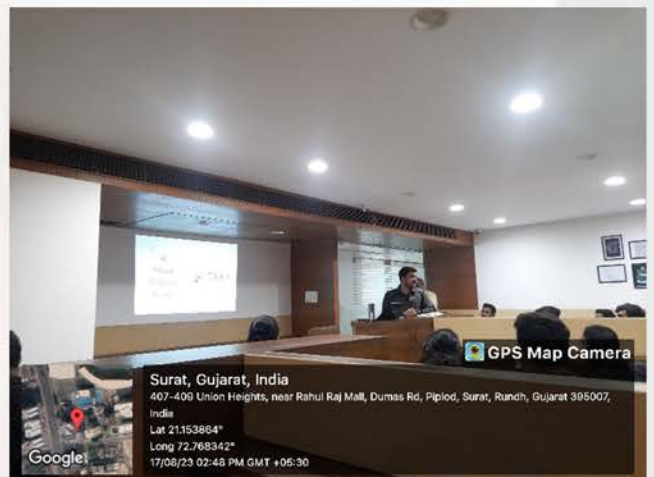 GPS Map Camera
Surat, Gujarat, India
407-409 Union Heights, near Rahul Raj Mall, Dumas Rd, Piplod, Surat, Rundh, Gujarat 395007,
India
Lat 21.153864°
Long 72.768342°
17/08/23 02:48 PM GMT +05:30
Google